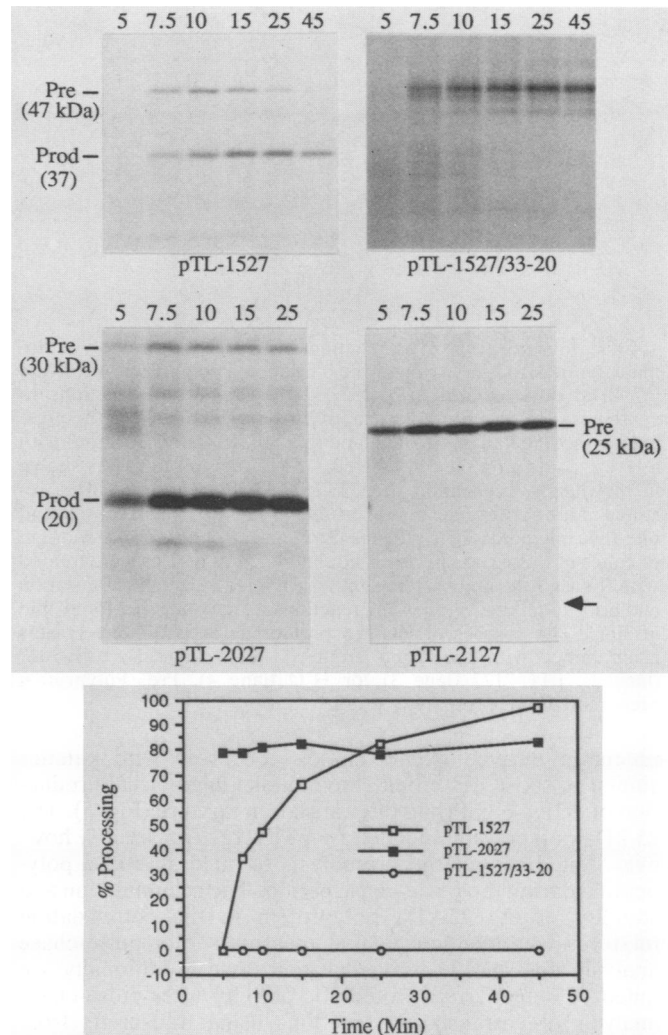 5 7.5 10 15 25 45
5 7.5 10 15 25 45
Pre
(47 kDa)
Prod
(37)
pTL-1527
pTL-1527/33-20
5 7.5 10 15 25
5 7.5 10 15 25
Pre
(30 kDa)
Pre
(25 kDa)
Prod
(20)
pTL-2027
pTL-2127
100
90
80
70
60
50
40
30
20
10
0
-10
% Processing
pTL-1527
pTL-2027
pTL-1527/33-20
0 10 20 30 40 50
Time (Min)